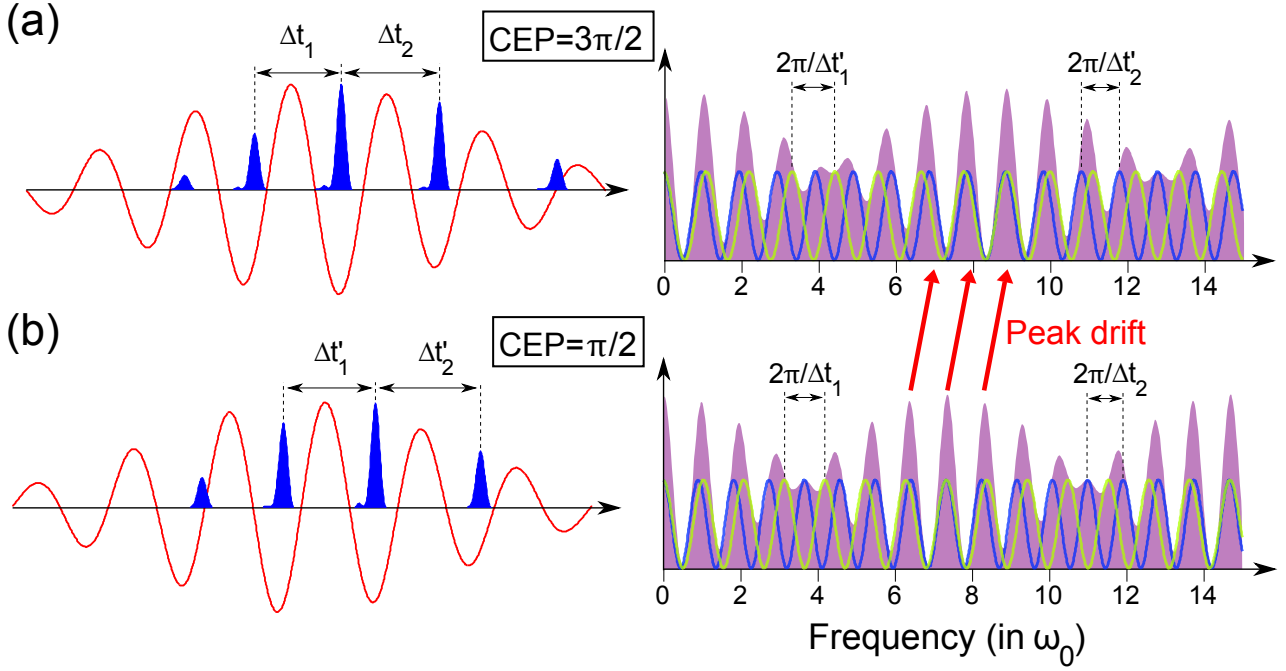 (a)
Δt₁ Δt₂
CEP=3π/2
2π/Δt'₁ 2π/Δt'₂
0 2 4 6 8 10 12 14
Peak drift
(b)
Δt'₁ Δt'₂
CEP=π/2
2π/Δt₁ 2π/Δt₂
0 2 4 6 8 10 12 14
Frequency (in ω₀)